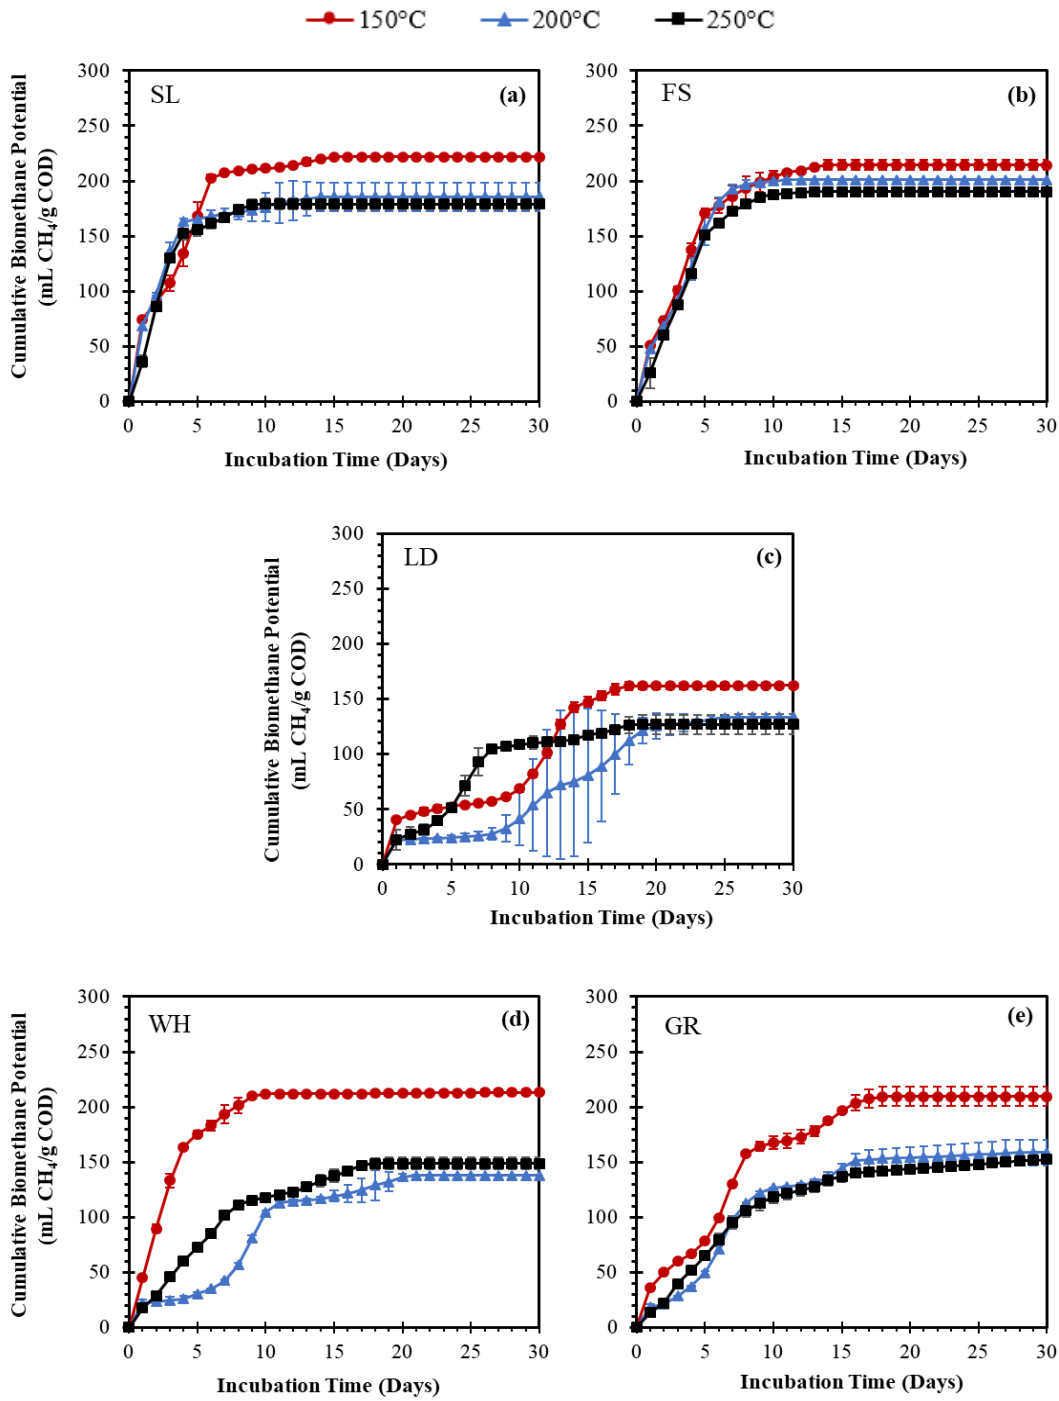 150°C 200°C 250°C
SL (a)
300
250
200
150
100
50
0
0 5 10 15 20 25 30
Incubation Time (Days)
Cumulative Biomethane Potential
(mL CH₄/g COD)
FS (b)
300
250
200
150
100
50
0
0 5 10 15 20 25 30
Incubation Time (Days)
LD (c)
300
250
200
150
100
50
0
0 5 10 15 20 25 30
Incubation Time (Days)
Cumulative Biomethane Potential
(mL CH₄/g COD)
WH (d)
300
250
200
150
100
50
0
0 5 10 15 20 25 30
Incubation Time (Days)
Cumulative Biomethane Potential
(mL CH₄/g COD)
GR (e)
300
250
200
150
100
50
0
0 5 10 15 20 25 30
Incubation Time (Days)